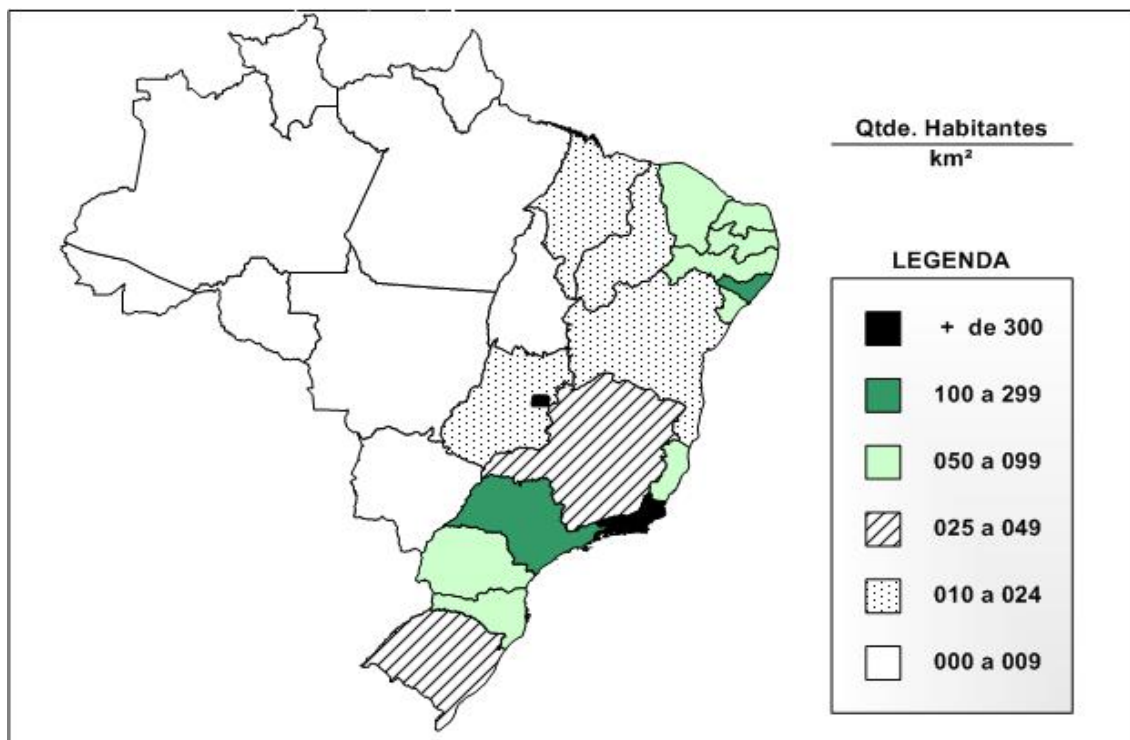 Qtde. Habitantes
km²
LEGENDA
+ de 300
100 a 299
050 a 099
025 a 049
010 a 024
000 a 009